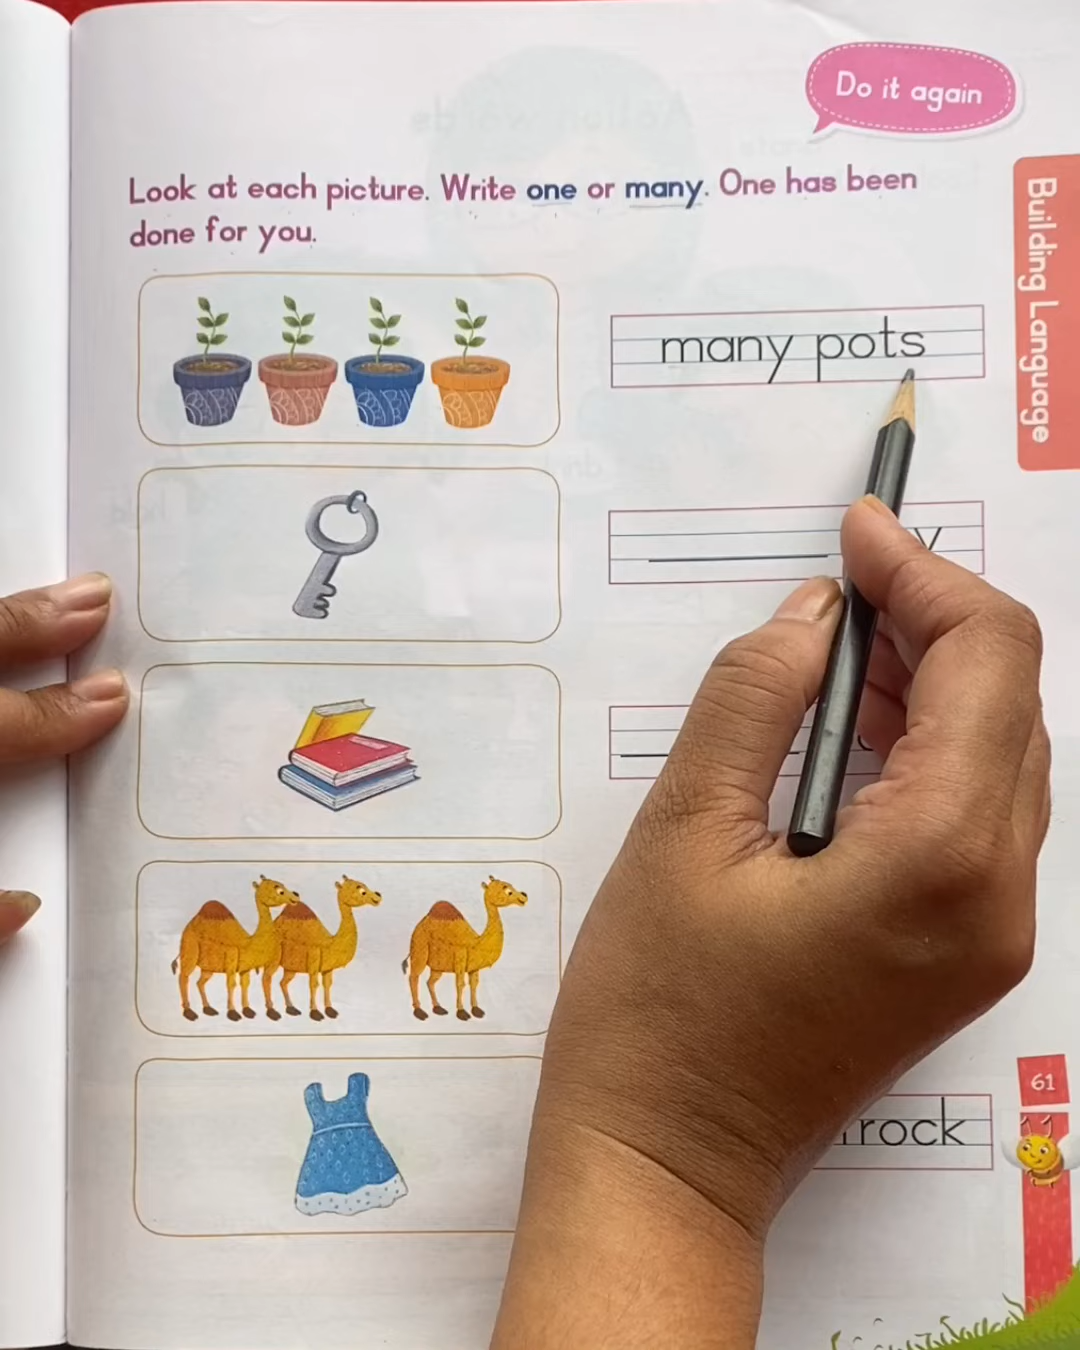 Do it again
Look at each picture. Write one or many. One has been
done for you.
many pots
rock
Building Language
61